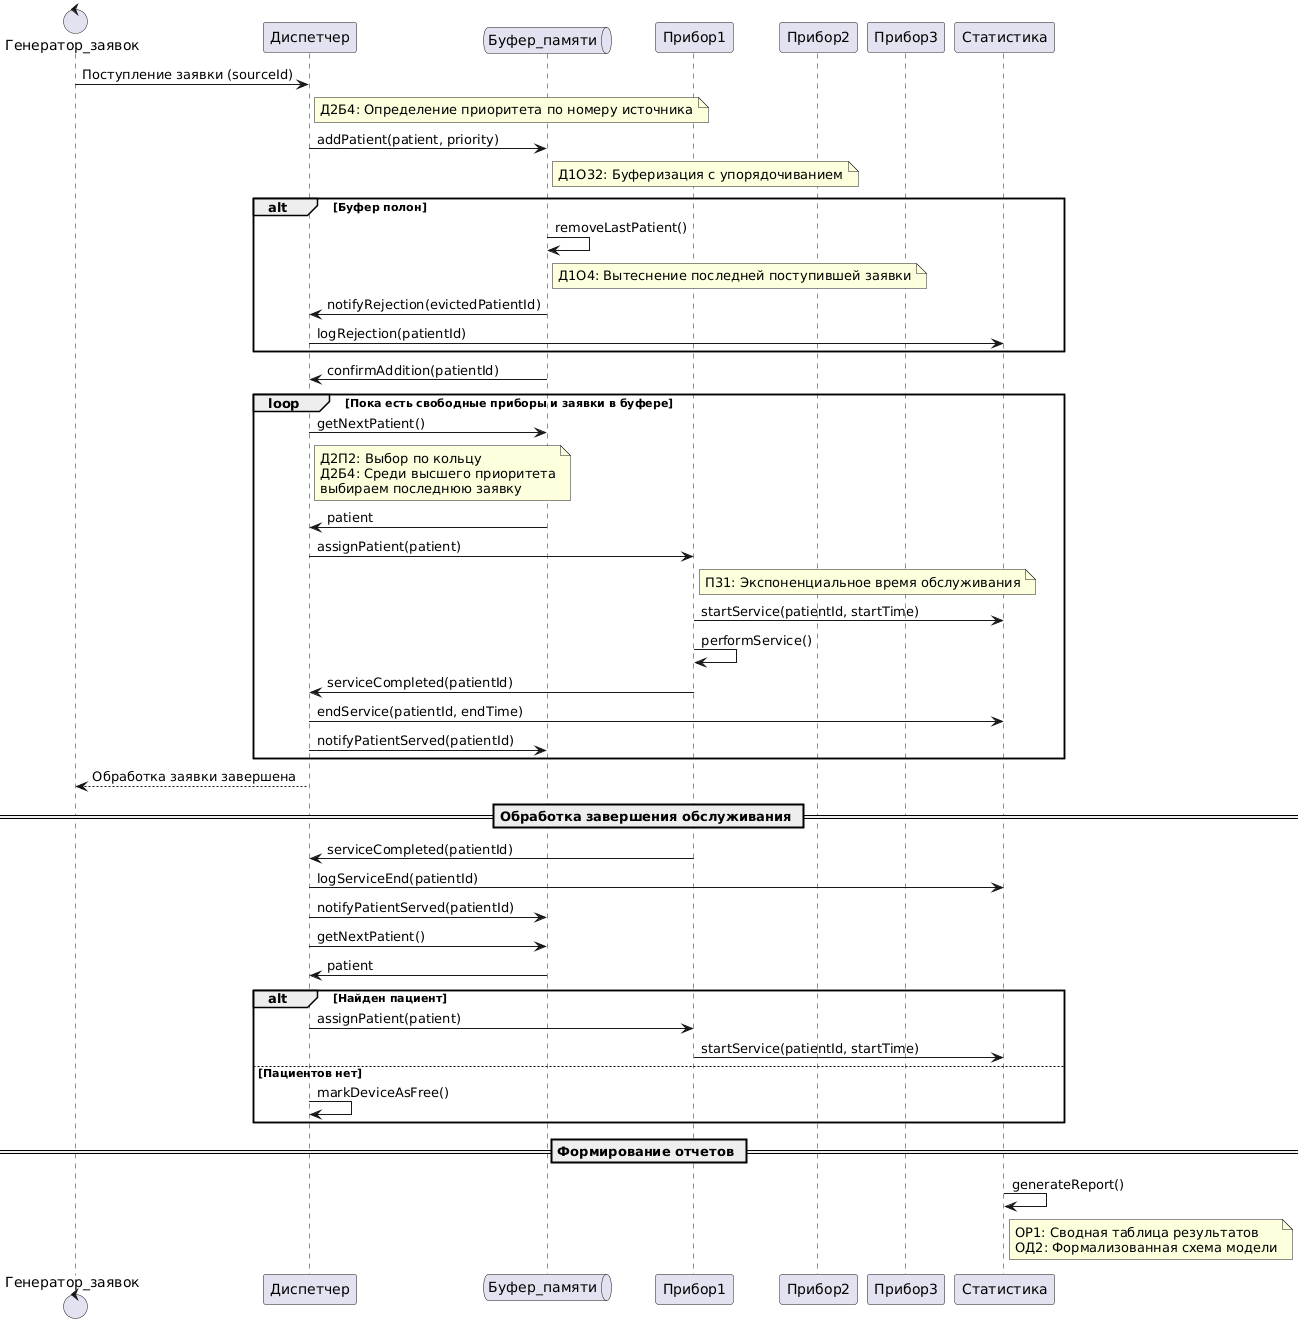 Генератор_заявок
Диспетчер
Буфер_памяти
Прибор1
Прибор2
Прибор3
Статистика
Поступление заявки (sourceId)
Д2Б4: Определение приоритета по номеру источника
addPatient(patient, priority)
Д1ОЗ2: Буферизация с упорядочиванием
alt
[Буфер полон]
removeLastPatient()
Д1О4: Вытеснение последней поступившей заявки
notifyRejection(evictedPatientId)
logRejection(patientId)
confirmAddition(patientId)
loop
[Пока есть свободные приборы и заявки в буфере]
getNextPatient()
Д2П2: Выбор по кольцу
Д2Б4: Среди высшего приоритета
выбираем последнюю заявку
patient
assignPatient(patient)
ПЗ1: Экспоненциальное время обслуживания
startService(patientId, startTime)
performService()
serviceCompleted(patientId)
endService(patientId, endTime)
notifyPatientServed(patientId)
Обработка заявки завершена
Обработка завершения обслуживания
serviceCompleted(patientId)
logServiceEnd(patientId)
notifyPatientServed(patientId)
getNextPatient()
patient
alt
[Найден пациент]
assignPatient(patient)
startService(patientId, startTime)
[Пациентов нет]
markDeviceAsFree()
Формирование отчетов
generateReport()
ОР1: Сводная таблица результатов
ОД2: Формализованная схема модели
Генератор_заявок
Диспетчер
Буфер_памяти
Прибор1
Прибор2
Прибор3
Статистика